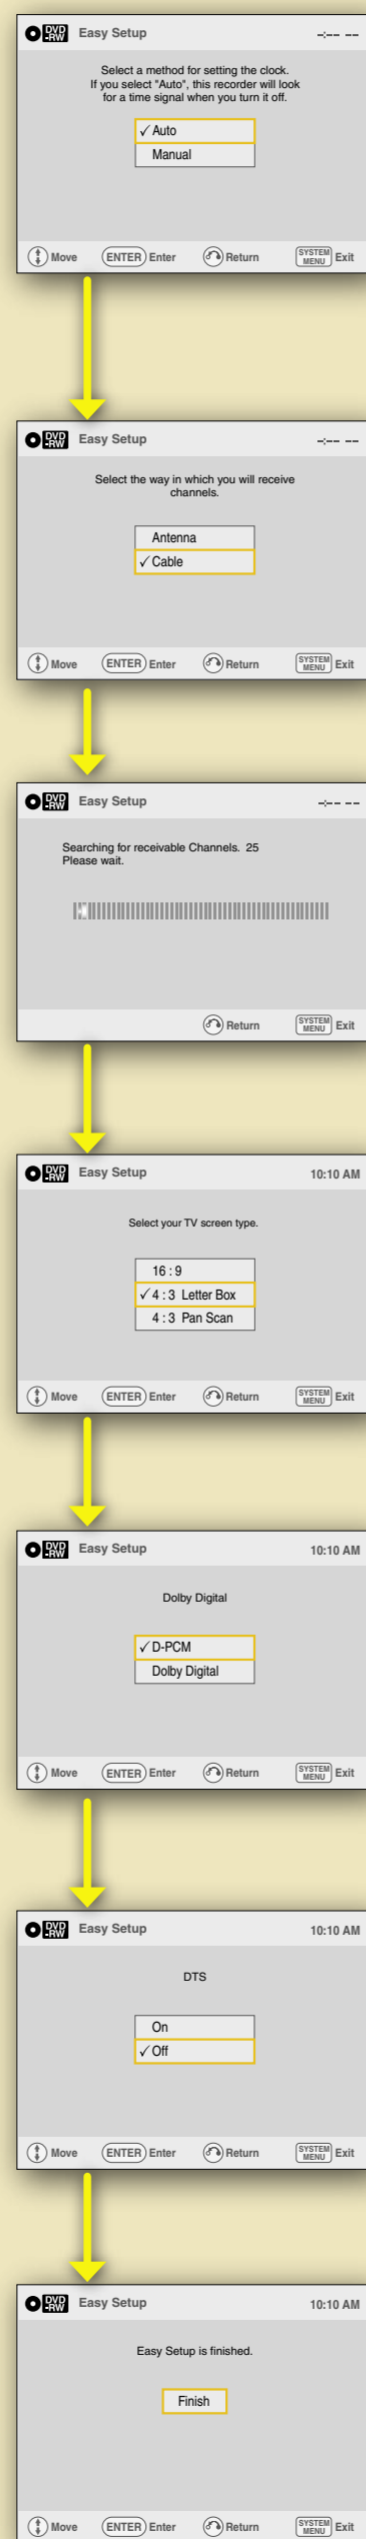 DVD
-RW Easy Setup -:-- --
Select a method for setting the clock.
If you select "Auto", this recorder will look
for a time signal when you turn it off.
✓ Auto
Manual
Move ENTER Enter Return SYSTEM MENU Exit
DVD
-RW Easy Setup -:-- --
Select the way in which you will receive
channels.
Antenna
✓ Cable
Move ENTER Enter Return SYSTEM MENU Exit
DVD
-RW Easy Setup -:-- --
Searching for receivable Channels. 25
Please wait.
Return SYSTEM MENU Exit
DVD
-RW Easy Setup 10:10 AM
Select your TV screen type.
16 : 9
✓ 4 : 3 Letter Box
4 : 3 Pan Scan
Move ENTER Enter Return SYSTEM MENU Exit
DVD
-RW Easy Setup 10:10 AM
Dolby Digital
✓ D-PCM
Dolby Digital
Move ENTER Enter Return SYSTEM MENU Exit
DVD
-RW Easy Setup 10:10 AM
DTS
On
✓ Off
Move ENTER Enter Return SYSTEM MENU Exit
DVD
-RW Easy Setup 10:10 AM
Easy Setup is finished.
Finish
Move ENTER Enter Return SYSTEM MENU Exit